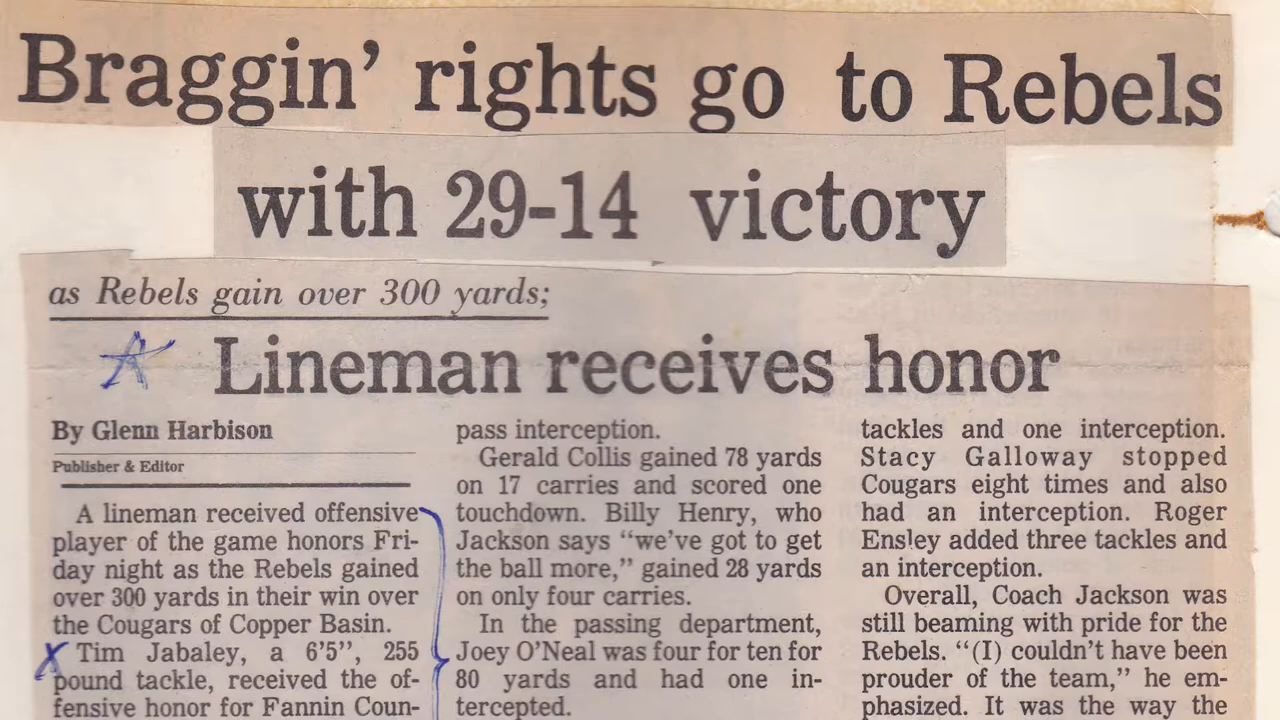 Braggin' rights go to Rebels
with 29-14 victory
as Rebels gain over 300 yards;
Lineman receives honor
By Glenn Harbison
Publisher & Editor
A lineman received offensive
player of the game honors Fri-
day night as the Rebels gained
over 300 yards in their win over
the Cougars of Copper Basin.
Tim Jabaley, a 6'5", 255
pound tackle, received the of-
fensive honor for Fannin Coun-
pass interception.
Gerald Collis gained 78 yards
on 17 carries and scored one
touchdown. Billy Henry, who
Jackson says "we've got to get
the ball more," gained 28 yards
on only four carries.
In the passing department,
Joey O'Neal was four for ten for
80 yards and had one in-
tercepted.
tackles and one interception.
Stacy Galloway stopped
Cougars eight times and also
had an interception. Roger
Ensley added three tackles and
an interception.
Overall, Coach Jackson was
still beaming with pride for the
Rebels. "(I) couldn't have been
prouder of the team," he em-
phasized. It was the way the